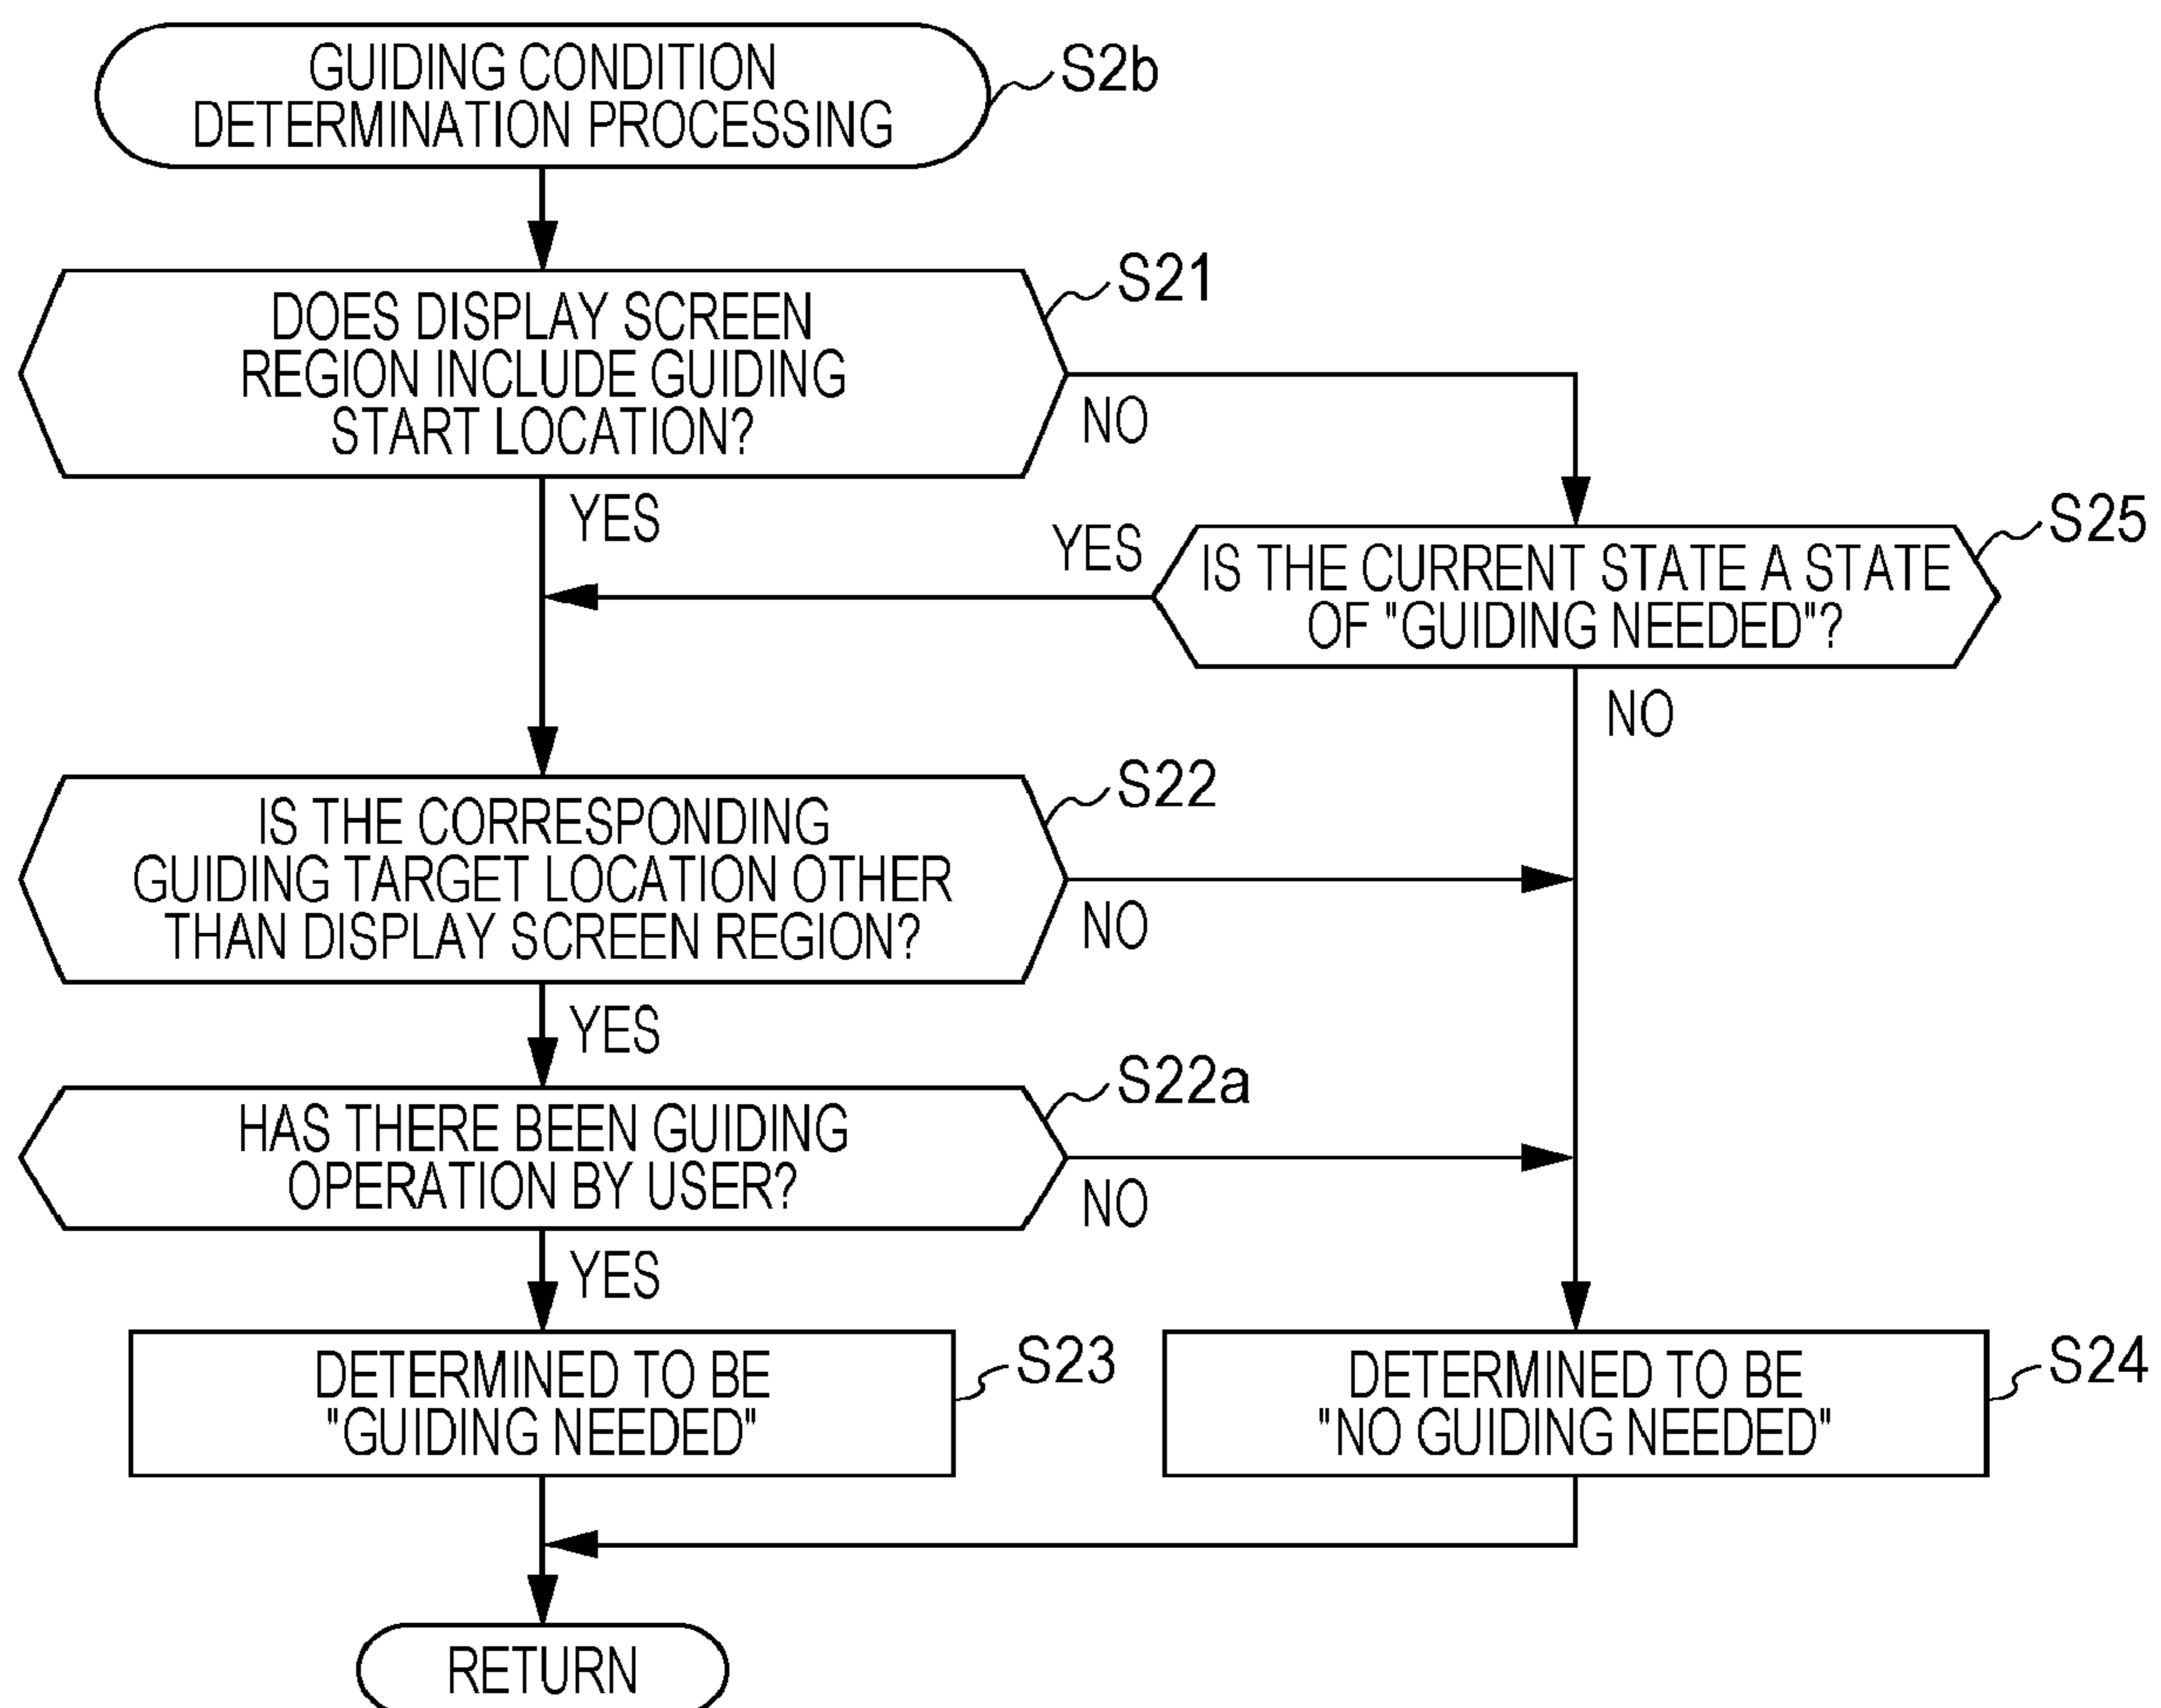 GUIDING CONDITION
DETERMINATION PROCESSING
S2b
DOES DISPLAY SCREEN
REGION INCLUDE GUIDING
START LOCATION?
S21
NO
YES
YES
IS THE CURRENT STATE A STATE
OF "GUIDING NEEDED"?
S25
NO
IS THE CORRESPONDING
GUIDING TARGET LOCATION OTHER
THAN DISPLAY SCREEN REGION?
S22
NO
YES
HAS THERE BEEN GUIDING
OPERATION BY USER?
S22a
NO
YES
DETERMINED TO BE
"GUIDING NEEDED"
S23
DETERMINED TO BE
"NO GUIDING NEEDED"
S24
RETURN